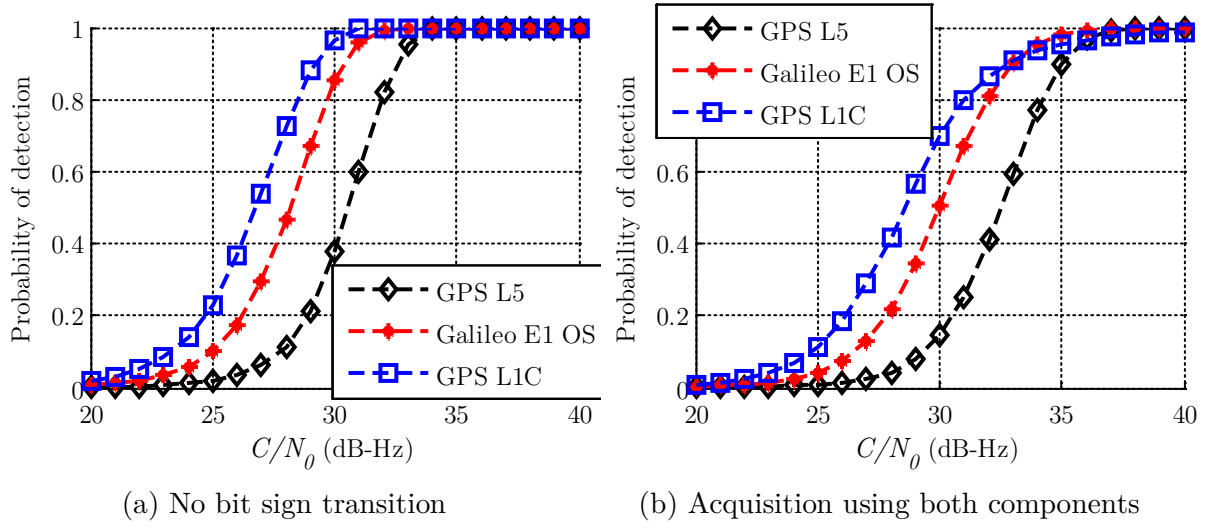 Probability of detection
1
0.8
0.6
0.4
0.2
0
20 25 30 35 40
C/N0 (dB-Hz)
GPS L5
Galileo E1 OS
GPS L1C
(a) No bit sign transition
Probability of detection
1
0.8
0.6
0.4
0.2
0
20 25 30 35 40
C/N0 (dB-Hz)
GPS L5
Galileo E1 OS
GPS L1C
(b) Acquisition using both components